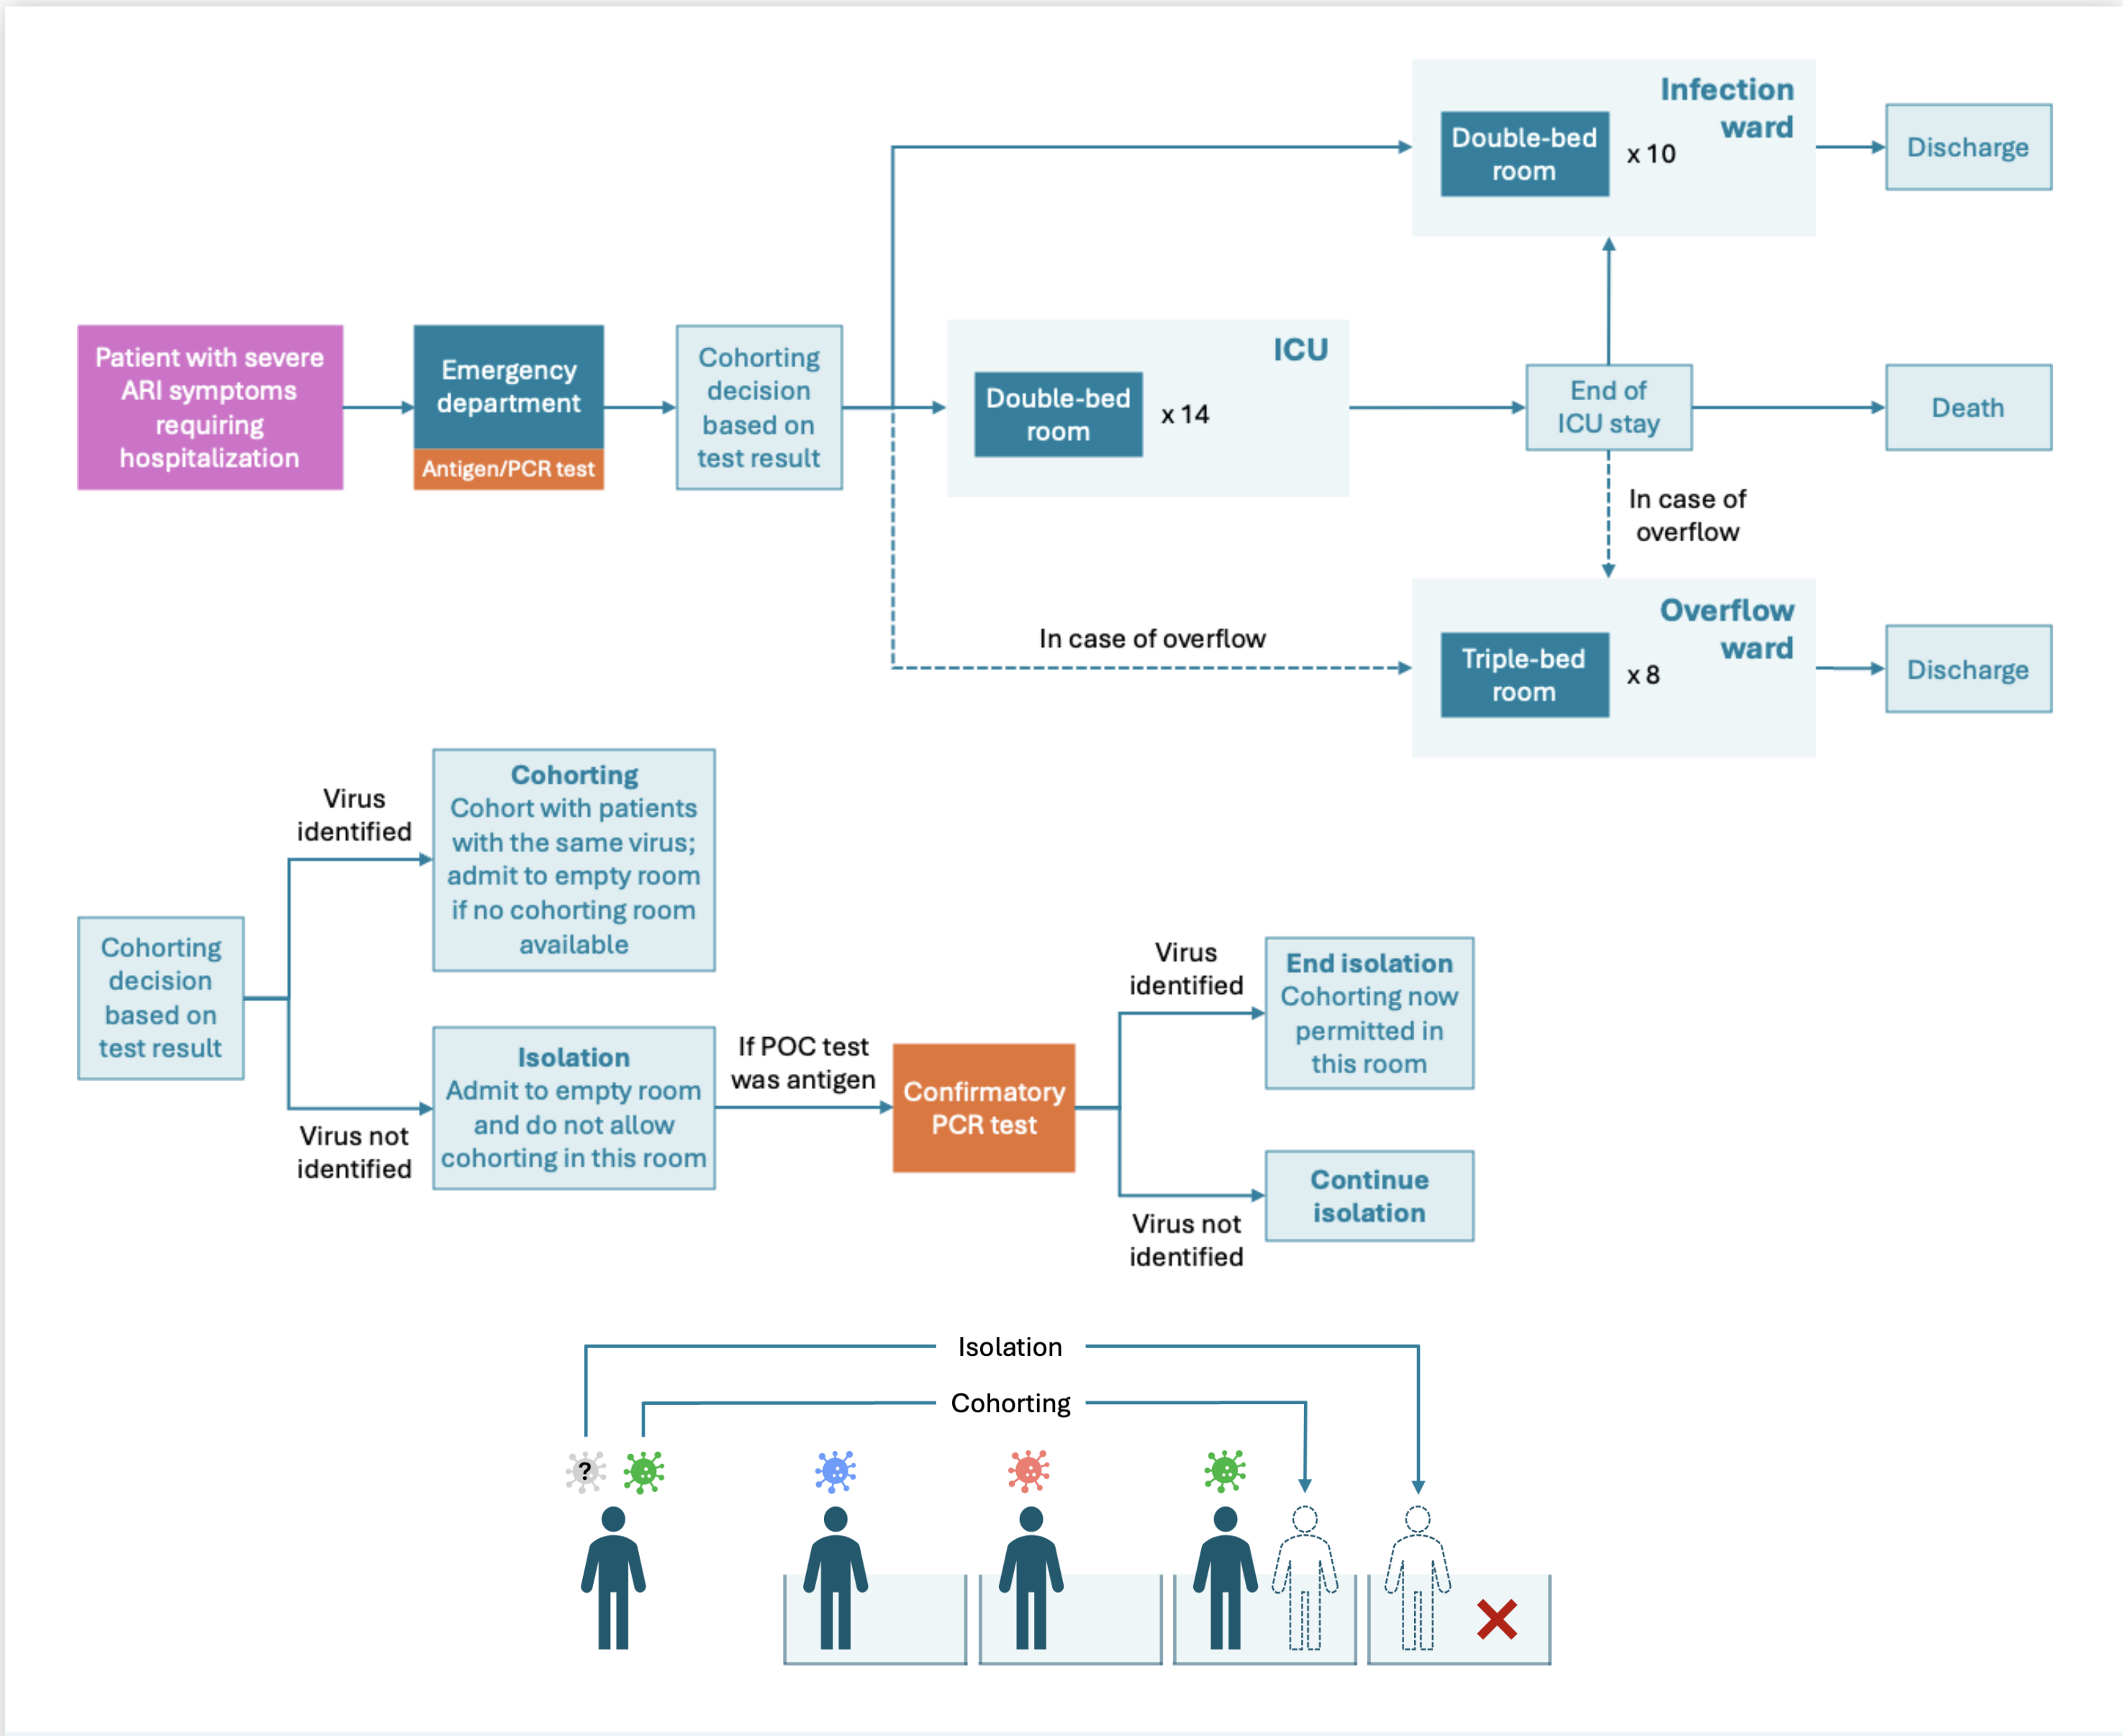 Infection
ward
Double-bed
room
x 10
Discharge
Patient with severe
ARI symptoms
requiring
hospitalization
Emergency
department
Antigen/PCR test
Cohorting
decision
based on
test result
ICU
Double-bed
room
x 14
End of
ICU stay
Death
In case of
overflow
In case of overflow
Overflow
ward
Triple-bed
room
x 8
Discharge
Cohorting
decision
based on
test result
Virus
identified
Cohorting
Cohort with patients
with the same virus;
admit to empty room
if no cohorting room
available
Virus not
identified
Isolation
Admit to empty room
and do not allow
cohorting in this room
If POC test
was antigen
Confirmatory
PCR test
Virus
identified
End isolation
Cohorting now
permitted in
this room
Virus not
identified
Continue
isolation
Isolation
Cohorting
?